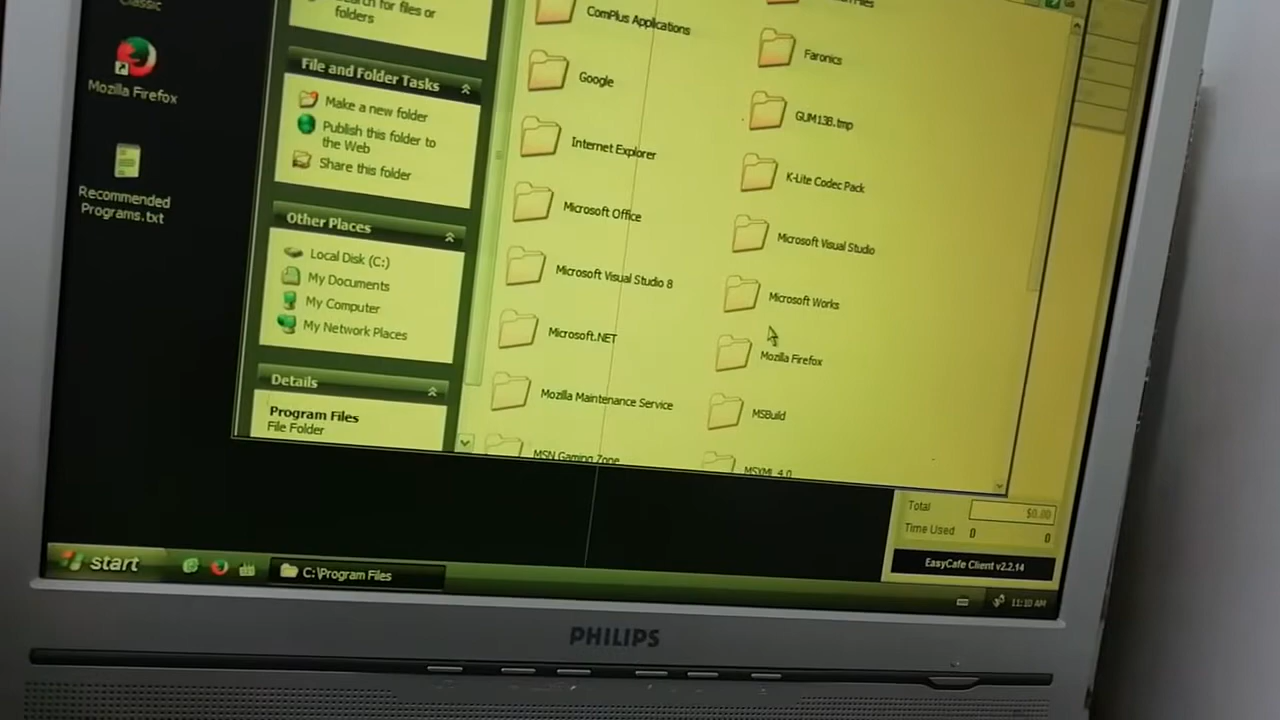 Classic
Mozilla Firefox
Recommended
Programs.txt
Search for files or
folders
File and Folder Tasks
Make a new folder
Publish this folder to
the Web
Share this folder
Other Places
Local Disk (C:)
My Documents
My Computer
My Network Places
Details
Program Files
File Folder
ComPlus Applications
Google
Internet Explorer
Microsoft Office
Microsoft Visual Studio 8
Microsoft.NET
Mozilla Maintenance Service
MSN Gaming Zone
Faronics
GUM13B.tmp
K-Lite Codec Pack
Microsoft Visual Studio
Microsoft Works
Mozilla Firefox
MSBuild
MSXML 4.0
Total $0.00
Time Used 0 0
EasyCafe Client v2.2.14
start
C:\Program Files
11:10 AM
PHILIPS